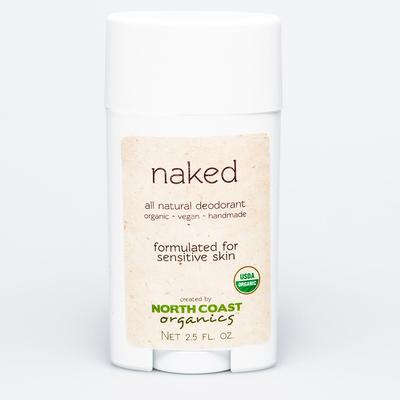 naked
all natural deodorant
organic - vegan - handmade
formulated for
sensitive skin
USDA
ORGANIC
created by
NORTH COAST
organics
NET 2.5 FL. OZ.